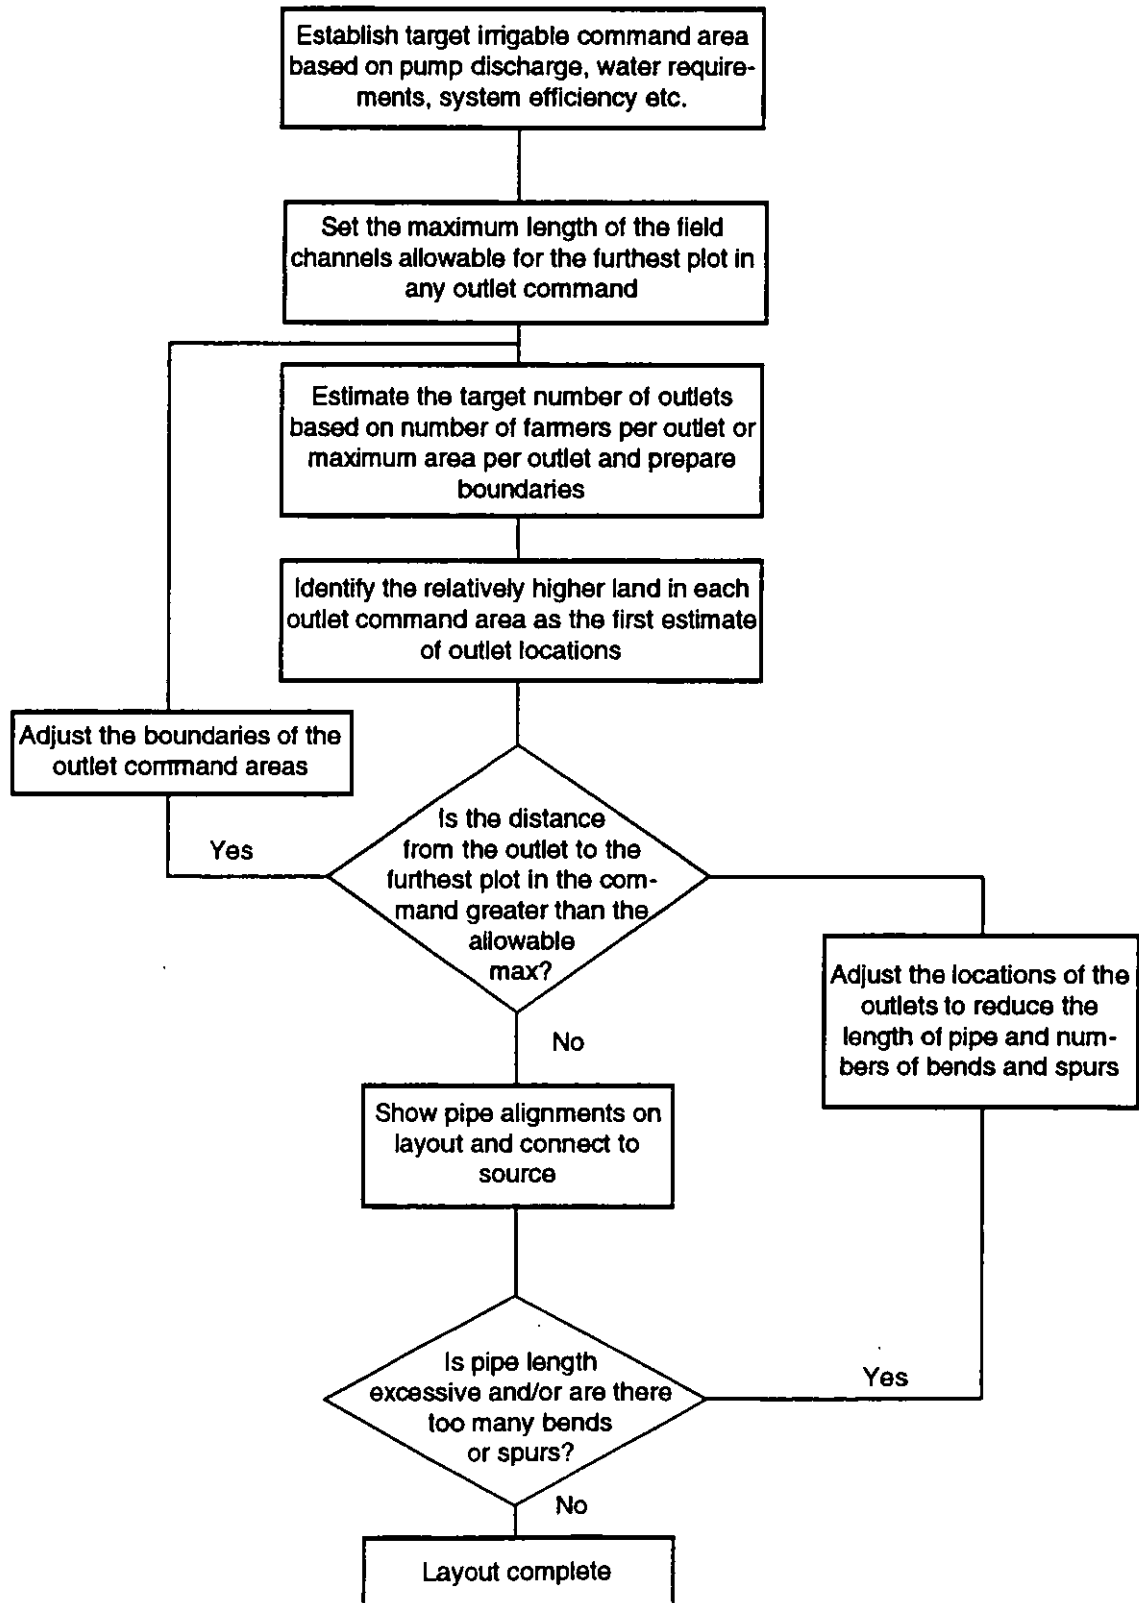 Establish target irrigable command area
based on pump discharge, water require-
ments, system efficiency etc.
Set the maximum length of the field
channels allowable for the furthest plot in
any outlet command
Estimate the target number of outlets
based on number of farmers per outlet or
maximum area per outlet and prepare
boundaries
Identify the relatively higher land in each
outlet command area as the first estimate
of outlet locations
Adjust the boundaries of the
outlet command areas
Yes
Is the distance
from the outlet to the
furthest plot in the com-
mand greater than the
allowable
max?
Adjust the locations of the
outlets to reduce the
length of pipe and num-
bers of bends and spurs
No
Show pipe alignments on
layout and connect to
source
Is pipe length
excessive and/or are there
too many bends
or spurs?
Yes
No
Layout complete